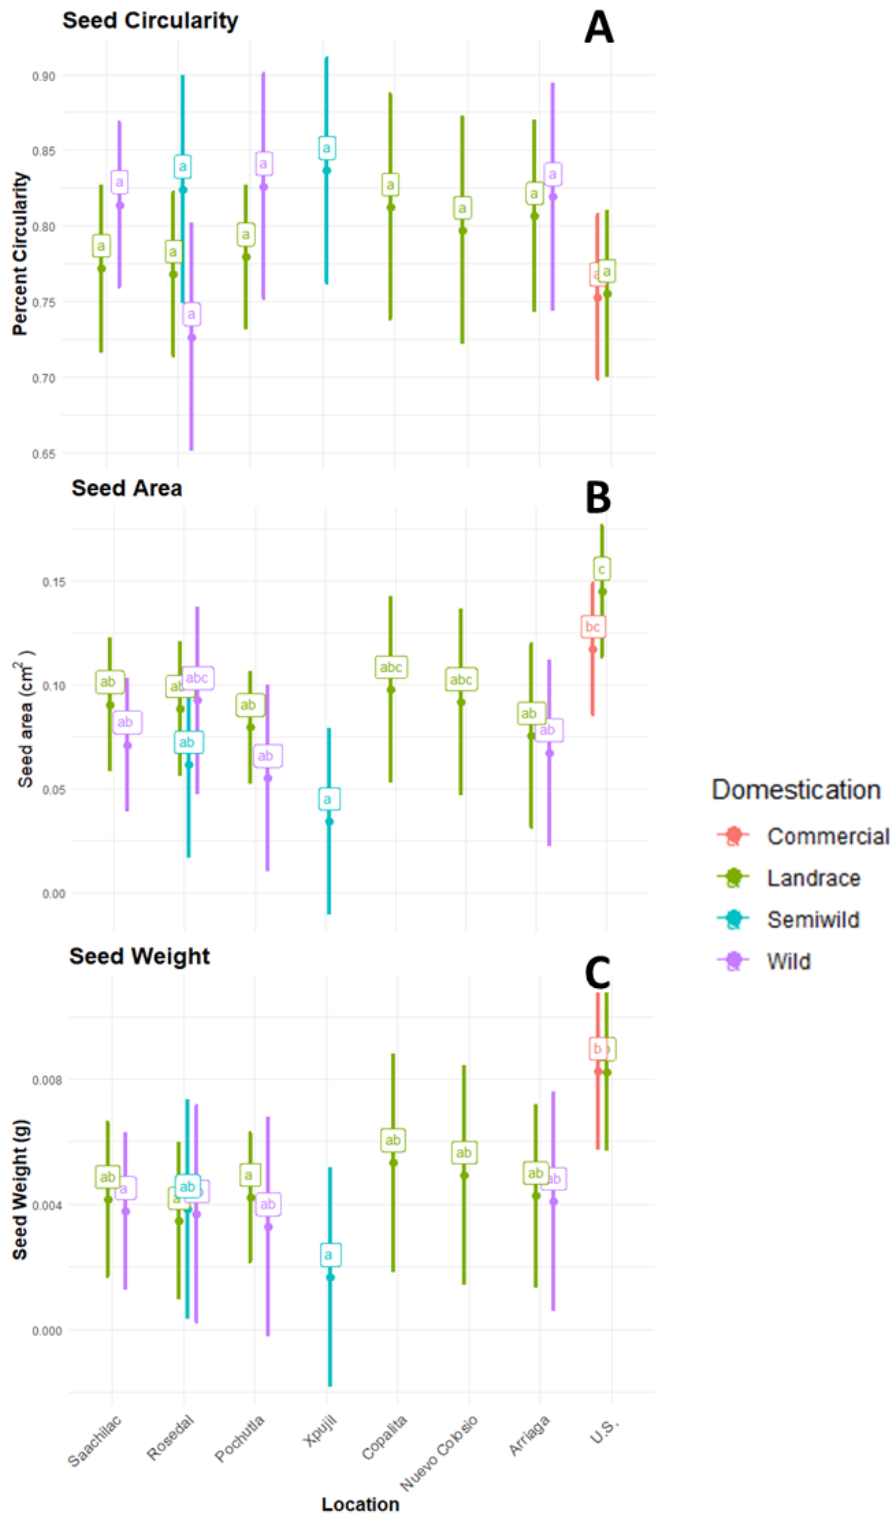 Seed Circularity
A
Percent Circularity
0.90
0.85
0.80
0.75
0.70
0.65
a
a
a
a
a
a
a
a
a
a
a
a
a
a
Seed Area
B
Seed area (cm²)
0.15
0.10
0.05
0.00
ab
ab
ab
ab
abc
ab
ab
a
abc
abc
ab
ab
bc
c
Seed Weight
C
Seed Weight (g)
0.008
0.004
0.000
ab
a
ab
a
ab
a
ab
ab
ab
ab
b
Saachilac
Rosedal
Pochutla
Xpujil
Copalita
Nuevo Colosio
Arriaga
U.S.
Location
Domestication
Commercial
Landrace
Semiwild
Wild